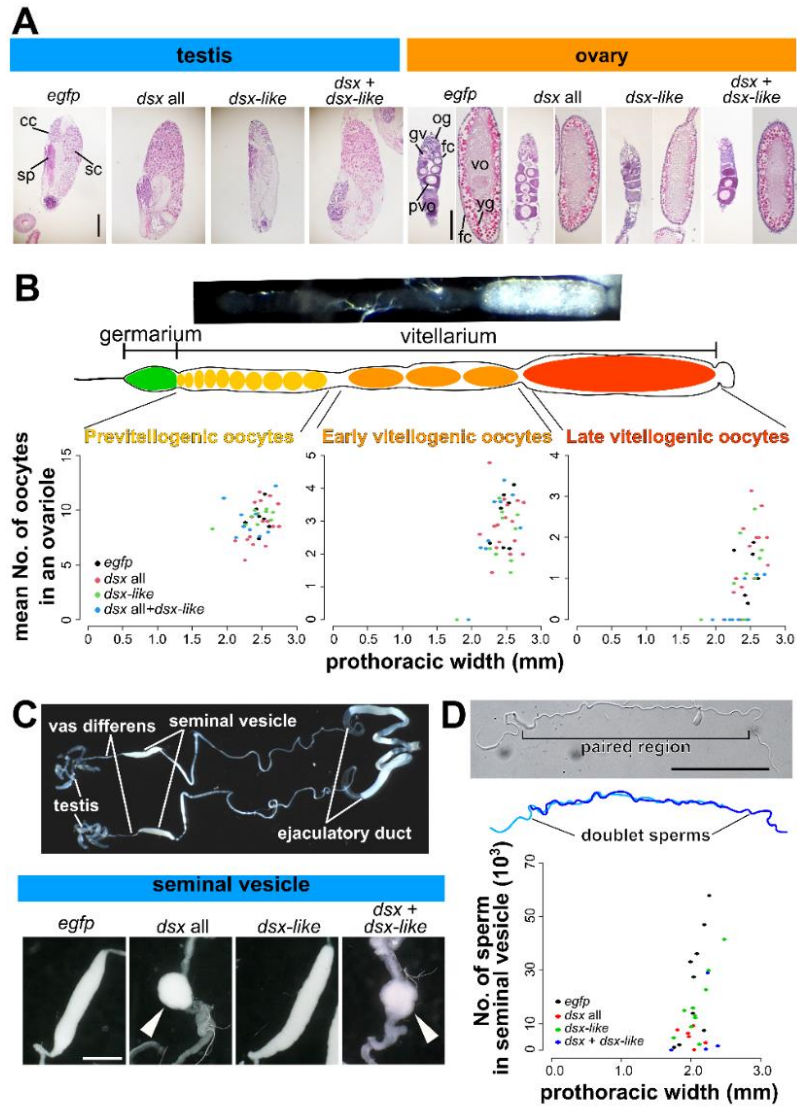 A
testis ovary
egfp dsx all dsx-like dsx + dsx-like egfp dsx all dsx-like dsx + dsx-like
cc
sp
sc
og
gv
fc
vo
pvo
yg
fc
B
germarium vitellarium
Previtellogenic oocytes Early vitellogenic oocytes Late vitellogenic oocytes
mean No. of oocytes
in an ovariole
15
10
5
0
egfp
dsx all
dsx-like
dsx all+dsx-like
0 0.5 1.0 1.5 2.0 2.5 3.0
5
4
3
2
1
0
0 0.5 1.0 1.5 2.0 2.5 3.0
4
3
2
1
0
0 0.5 1.0 1.5 2.0 2.5 3.0
prothoracic width (mm)
C
vas differens seminal vesicle
testis
ejaculatory duct
seminal vesicle
egfp dsx all dsx-like dsx + dsx-like
D
paired region
doublet sperms
No. of sperm
in seminal vesicle (10³)
70
50
30
10
0
egfp
dsx all
dsx-like
dsx + dsx-like
0.0 1.0 2.0 3.0
prothoracic width (mm)